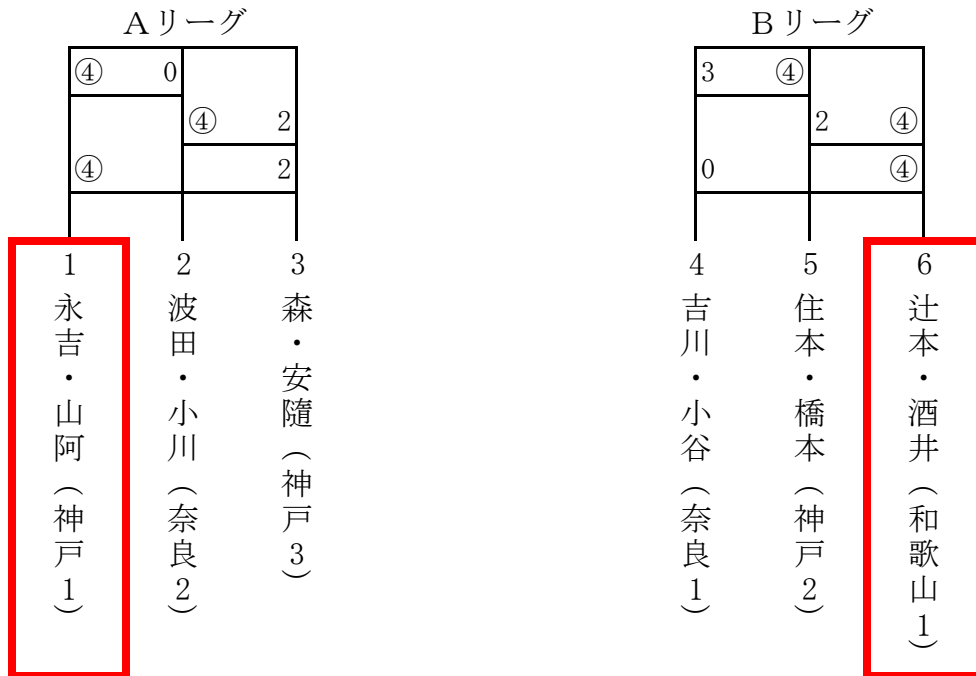 Aリーグ
④ 0
④ 2
④ 2
1 永吉・山阿(神戸1)
2 波田・小川(奈良2)
3 森・安隨(神戸3)
Bリーグ
3 ④
2 ④
0 ④
4 吉川・小谷(奈良1)
5 住本・橋本(神戸2)
6 辻本・酒井(和歌山1)